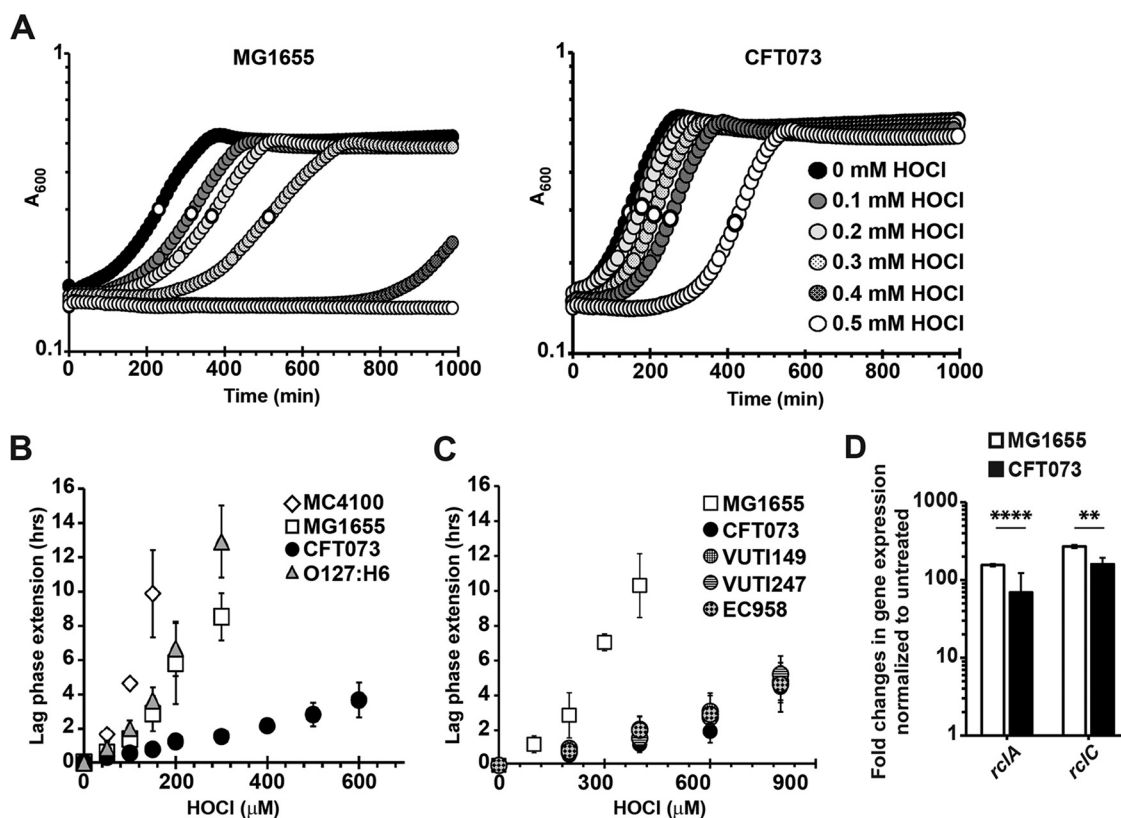 A
MG1655
CFT073
1
A600
0.1
0 200 400 600 800 1000
Time (min)
1
A600
0.1
0 200 400 600 800 1000
Time (min)
0 mM HOCl
0.1 mM HOCl
0.2 mM HOCl
0.3 mM HOCl
0.4 mM HOCl
0.5 mM HOCl
B
Lag phase extension (hrs)
16
14
12
10
8
6
4
2
0
0 200 400 600
HOCl (μM)
MC4100
MG1655
CFT073
O127:H6
C
Lag phase extension (hrs)
16
14
12
10
8
6
4
2
0
0 300 600 900
HOCl (μM)
MG1655
CFT073
VUTI149
VUTI247
EC958
D
MG1655
CFT073
Fold changes in gene expression
normalized to untreated
1000
100
10
1
**** **
rclA rclC